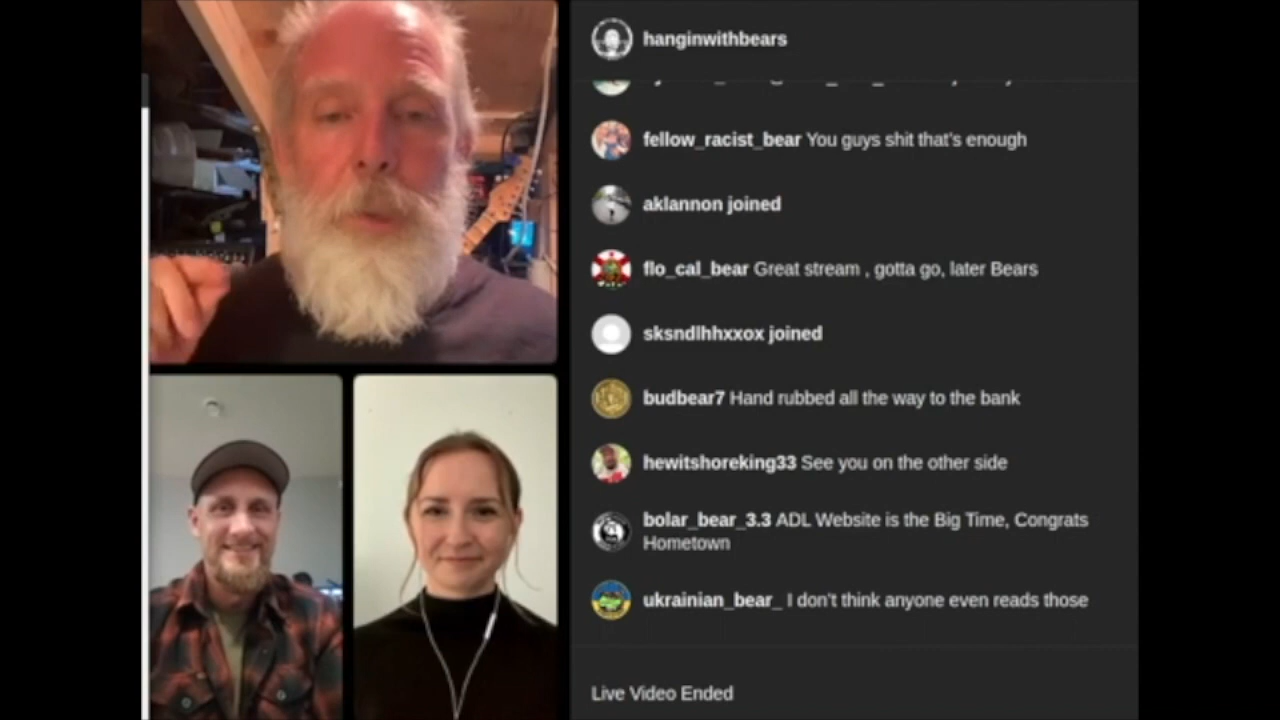 hanginwithbears
fellow_racist_bear You guys shit that's enough
aklannon joined
flo_cal_bear Great stream , gotta go, later Bears
sksndlhhxxox joined
budbear7 Hand rubbed all the way to the bank
hewitshoreking33 See you on the other side
bolar_bear_3.3 ADL Website is the Big Time, Congrats
Hometown
ukrainian_bear_ I don't think anyone even reads those
Live Video Ended